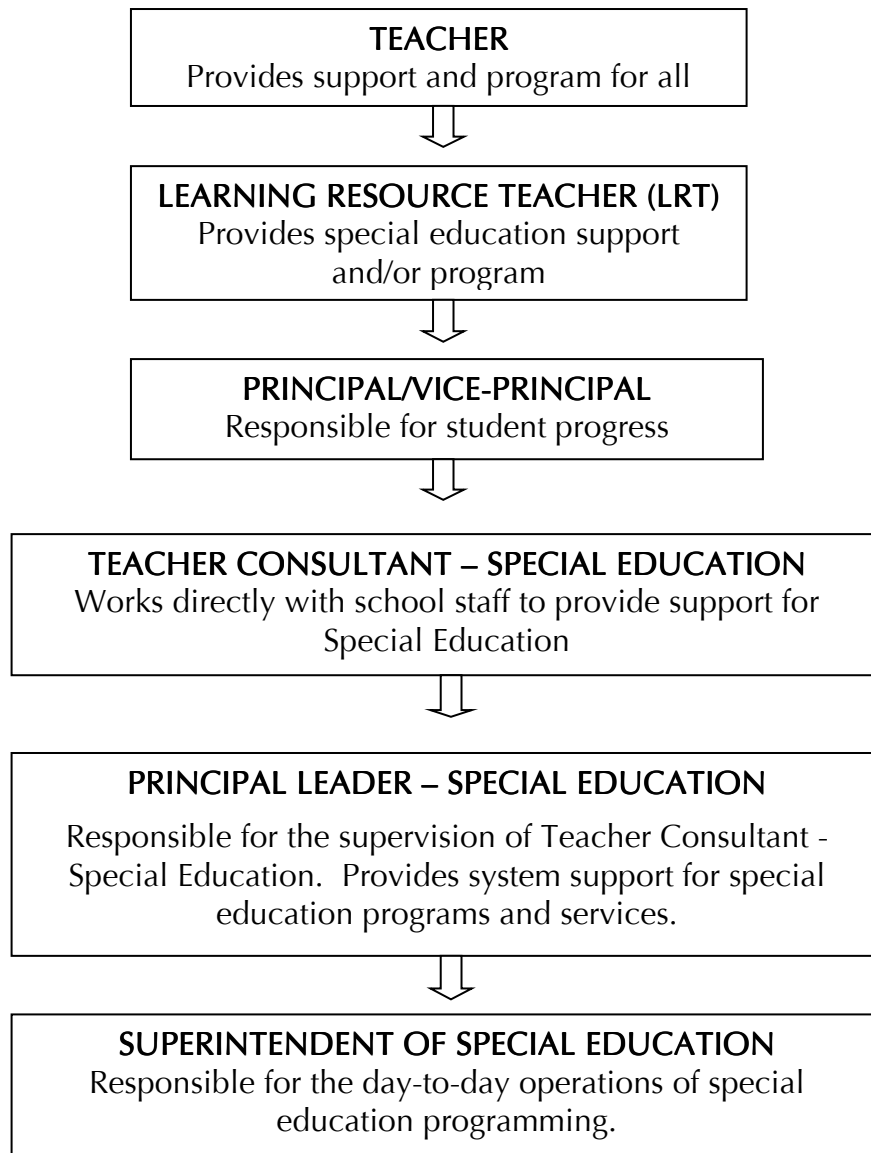 TEACHER
Provides support and program for all
LEARNING RESOURCE TEACHER (LRT)
Provides special education support
and/or program
PRINCIPAL/VICE-PRINCIPAL
Responsible for student progress
TEACHER CONSULTANT – SPECIAL EDUCATION
Works directly with school staff to provide support for
Special Education
PRINCIPAL LEADER – SPECIAL EDUCATION
Responsible for the supervision of Teacher Consultant -
Special Education.  Provides system support for special
education programs and services.
SUPERINTENDENT OF SPECIAL EDUCATION
Responsible for the day-to-day operations of special
education programming.